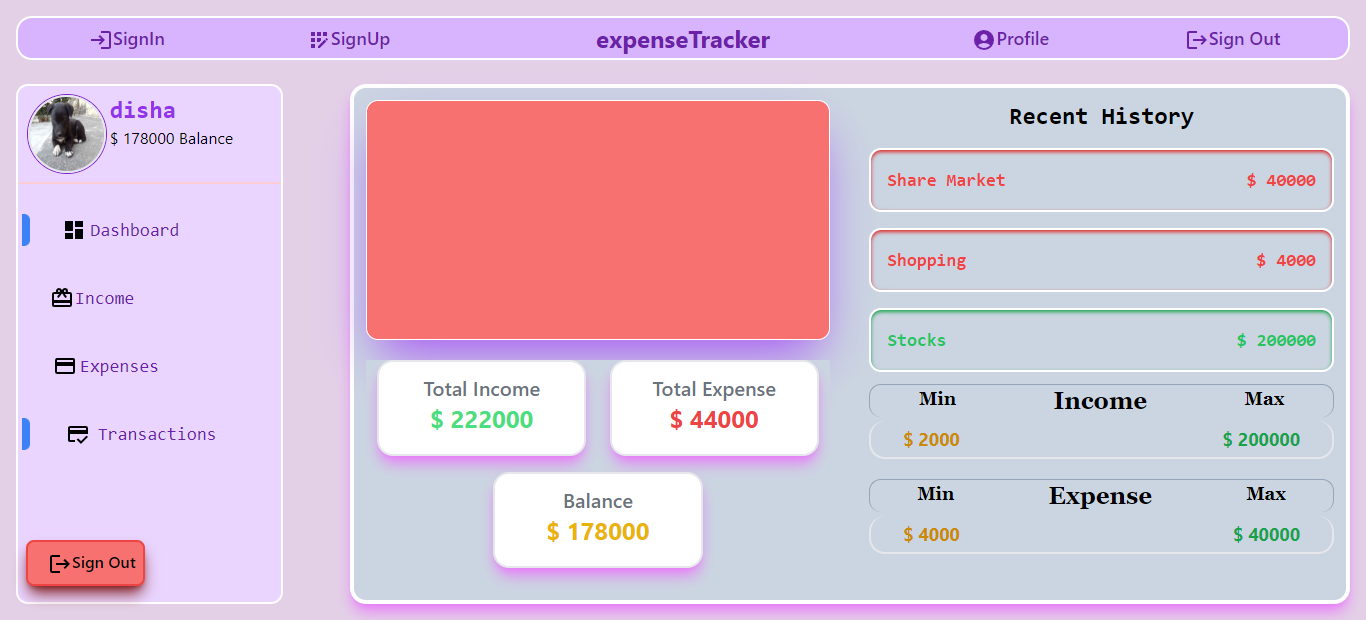 SignIn
SignUp
expenseTracker
Profile
Sign Out
disha
$ 178000 Balance
Dashboard
Income
Expenses
Transactions
Sign Out
Total Income
$ 222000
Total Expense
$ 44000
Balance
$ 178000
Recent History
Share Market $ 40000
Shopping $ 4000
Stocks $ 200000
Min Income Max
$ 2000 $ 200000
Min Expense Max
$ 4000 $ 40000